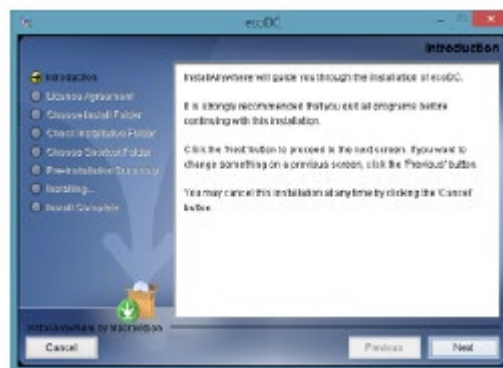 ecoDC
Introduction
Introduction
License Agreement
Choose Install Folder
Check Installation Folder
Choose Shortcut Folder
Pre-Installation Summary
Installing...
Install Complete
InstallAnywhere will guide you through the installation of ecoDC.
It is strongly recommended that you quit all programs before
continuing with this installation.
Click the 'Next' button to proceed to the next screen. If you want to
change something on a previous screen, click the 'Previous' button.
You may cancel this installation at any time by clicking the 'Cancel'
button.
InstallAnywhere by Macrovision
Cancel
Previous
Next